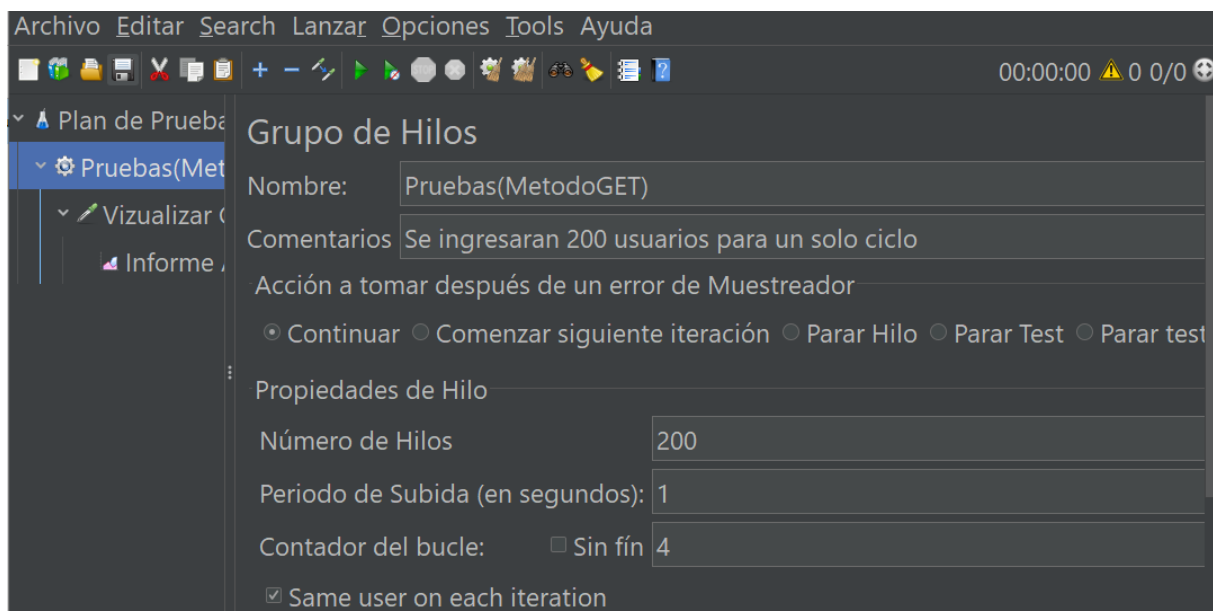 Archivo Editar Search Lanzar Opciones Tools Ayuda
00:00:00 0 0/0
Plan de Prueba
Pruebas(Met
Vizualizar
Informe
Grupo de Hilos
Nombre: Pruebas(MetodoGET)
Comentarios Se ingresaran 200 usuarios para un solo ciclo
Acción a tomar después de un error de Muestreador
Continuar Comenzar siguiente iteración Parar Hilo Parar Test Parar test
Propiedades de Hilo
Número de Hilos 200
Periodo de Subida (en segundos): 1
Contador del bucle: Sin fín 4
Same user on each iteration